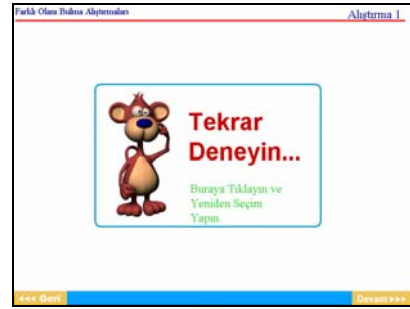 Farklı Olanı Bulma Alıştırmaları
Alıştırma 1
Tekrar
Deneyin...
Buraya Tıklayın ve
Yeniden Seçim
Yapın.
<<< Geri
Devam >>>